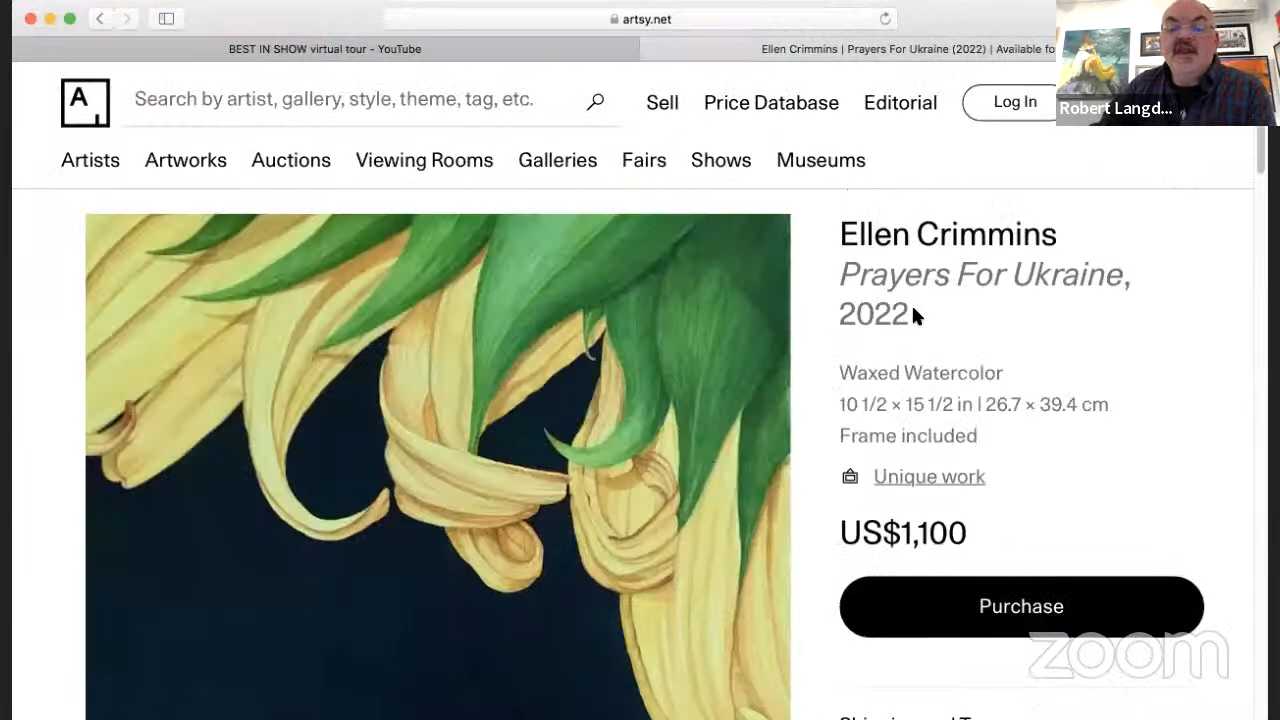 artsy.net
BEST IN SHOW virtual tour - YouTube
Ellen Crimmins | Prayers For Ukraine (2022) | Available fo
A
Search by artist, gallery, style, theme, tag, etc.
Sell
Price Database
Editorial
Log In
Robert Langd...
Artists
Artworks
Auctions
Viewing Rooms
Galleries
Fairs
Shows
Museums
Ellen Crimmins
Prayers For Ukraine,
2022
Waxed Watercolor
10 1/2 × 15 1/2 in | 26.7 × 39.4 cm
Frame included
Unique work
US$1,100
Purchase
zoom